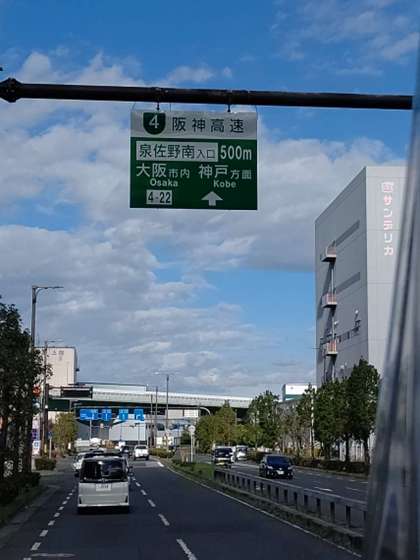 4 阪神高速
泉佐野南入口 500m
大阪市内 神戸方面
Osaka Kobe
4-22
サンデリカ